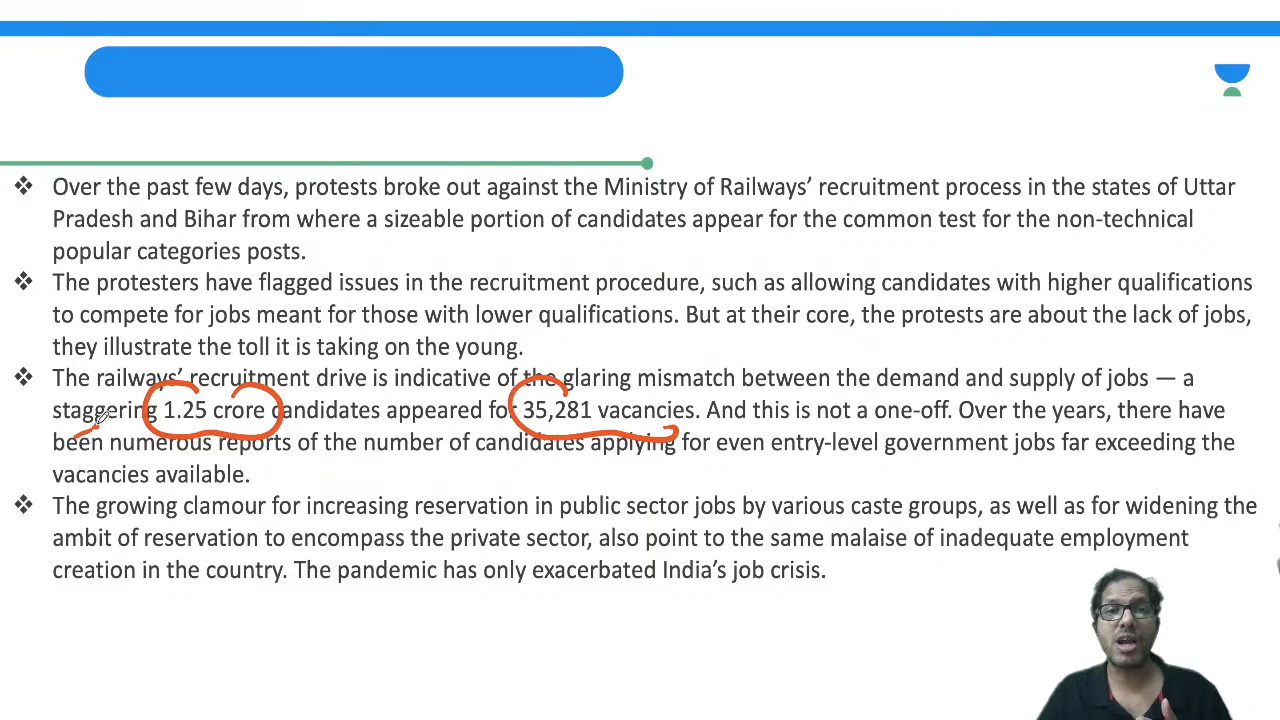 ❖ Over the past few days, protests broke out against the Ministry of Railways’ recruitment process in the states of Uttar
Pradesh and Bihar from where a sizeable portion of candidates appear for the common test for the non-technical
popular categories posts.
❖ The protesters have flagged issues in the recruitment procedure, such as allowing candidates with higher qualifications
to compete for jobs meant for those with lower qualifications. But at their core, the protests are about the lack of jobs,
they illustrate the toll it is taking on the young.
❖ The railways’ recruitment drive is indicative of the glaring mismatch between the demand and supply of jobs — a
staggering 1.25 crore candidates appeared for 35,281 vacancies. And this is not a one-off. Over the years, there have
been numerous reports of the number of candidates applying for even entry-level government jobs far exceeding the
vacancies available.
❖ The growing clamour for increasing reservation in public sector jobs by various caste groups, as well as for widening the
ambit of reservation to encompass the private sector, also point to the same malaise of inadequate employment
creation in the country. The pandemic has only exacerbated India’s job crisis.